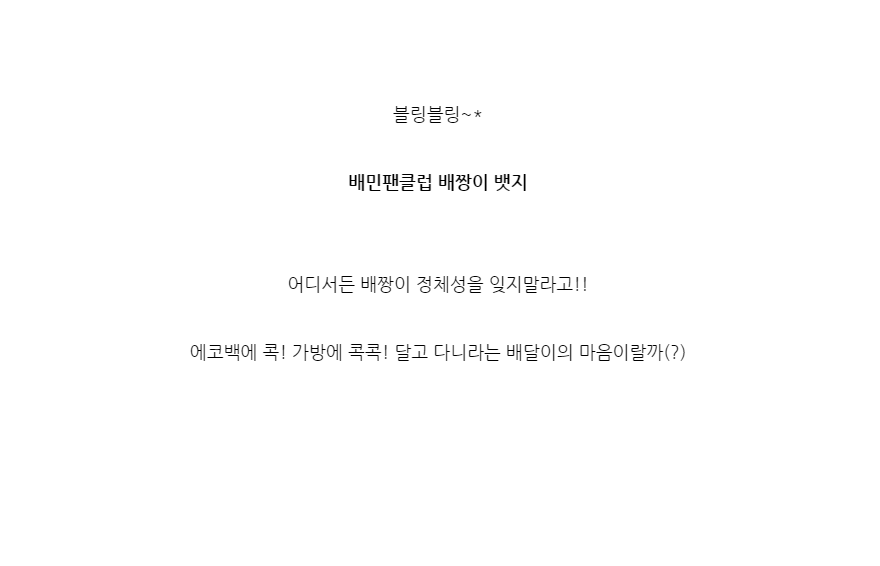 블링블링~*
배민팬클럽 배짱이 뱃지
어디서든 배짱이 정체성을 잊지말라고!!
에코백에 콕! 가방에 콕콕! 달고 다니라는 배달이의 마음이랄까(?)